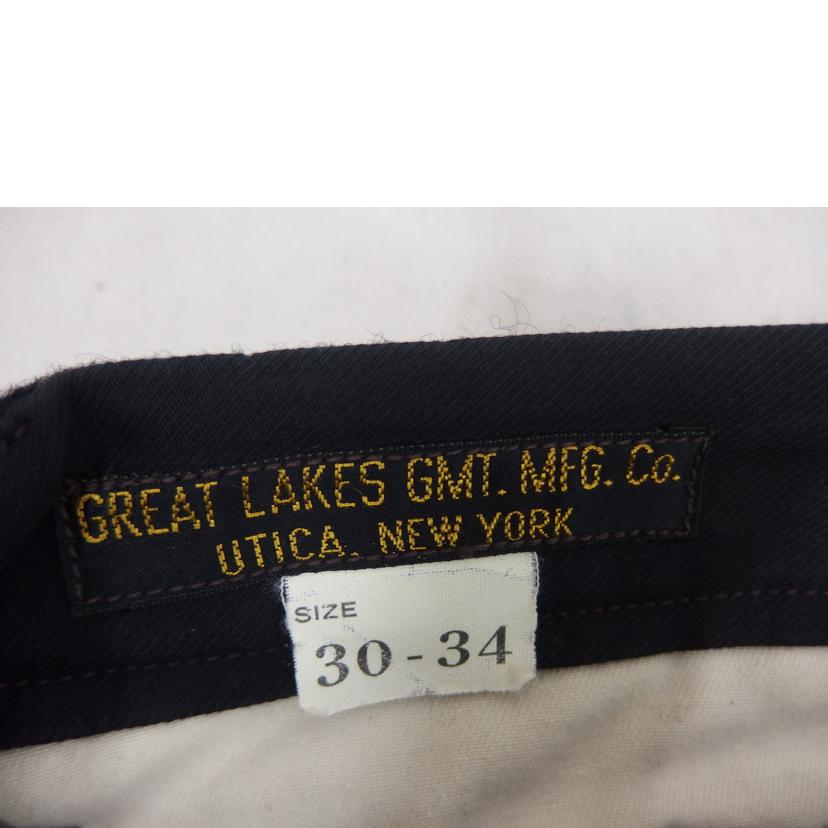 GREAT LAKES GMT. MFG. Co.
UTICA. NEW YORK
SIZE
30 - 34